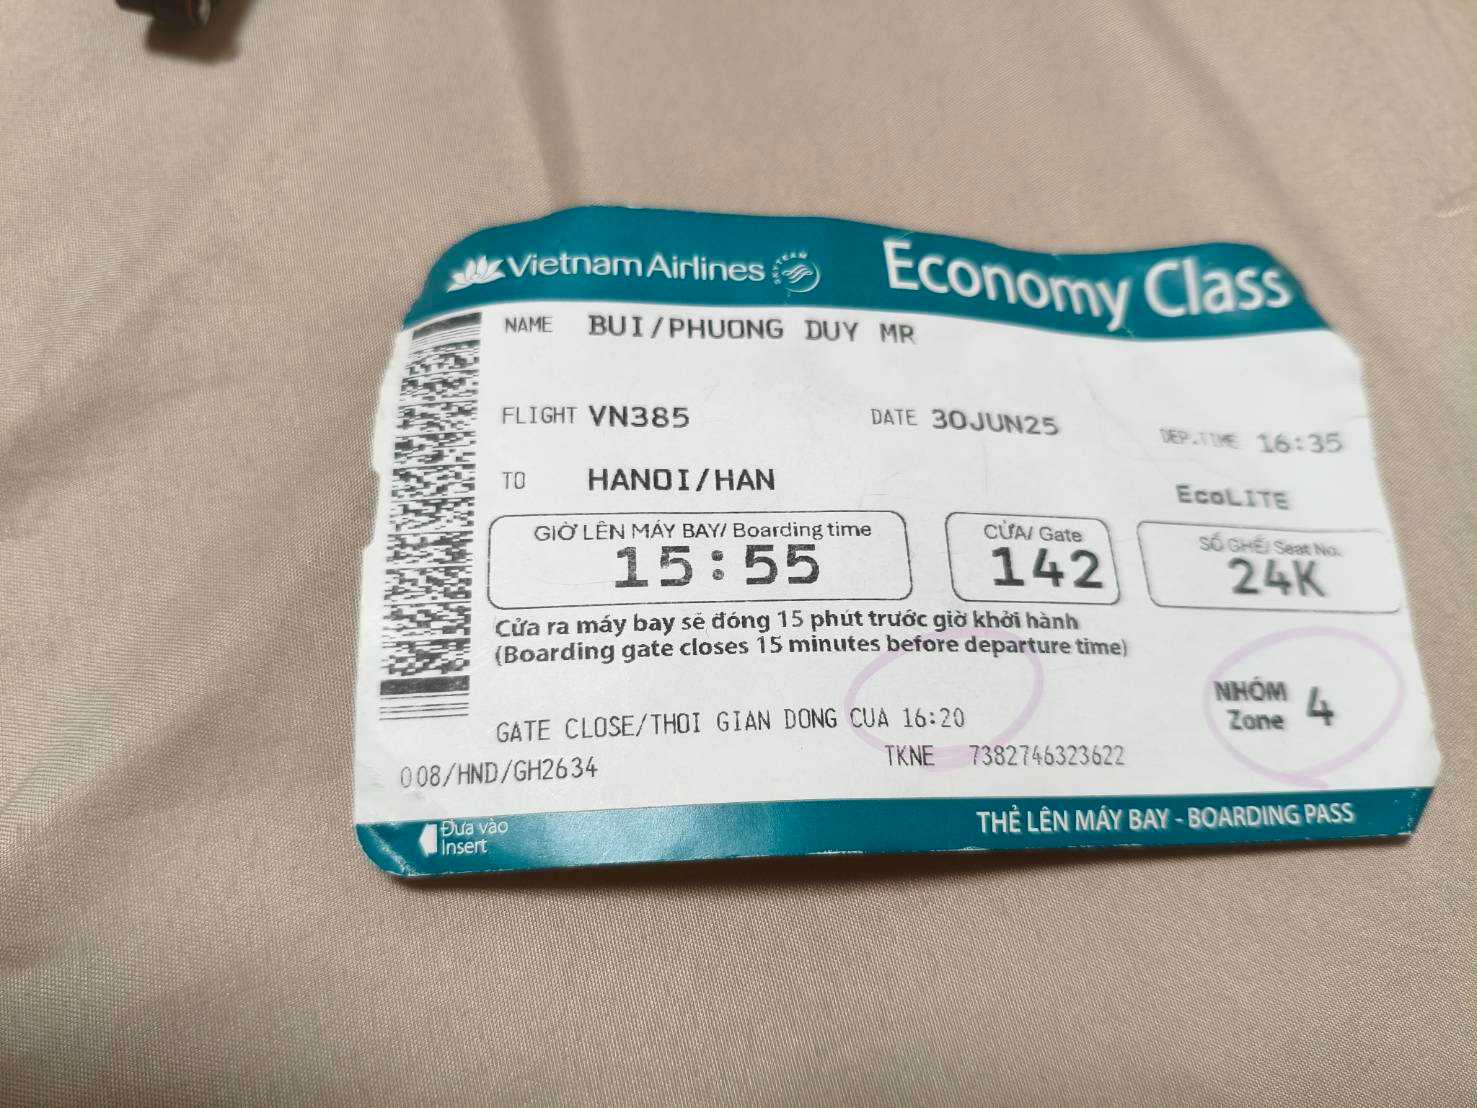 Vietnam Airlines SKYTEAM Economy Class
NAME BUI/PHUONG DUY MR
FLIGHT VN385 DATE 30JUN25 DEP.TIME 16:35
TO HANOI/HAN EcoLITE
GIỜ LÊN MÁY BAY/ Boarding time CỬA/ Gate SỐ GHẾ/ Seat No.
15:55 142 24K
Cửa ra máy bay sẽ đóng 15 phút trước giờ khởi hành
(Boarding gate closes 15 minutes before departure time)
NHÓM
Zone 4
GATE CLOSE/THOI GIAN DONG CUA 16:20
008/HND/GH2634 TKNE 7382746323622
Đưa vào
Insert
THẺ LÊN MÁY BAY - BOARDING PASS